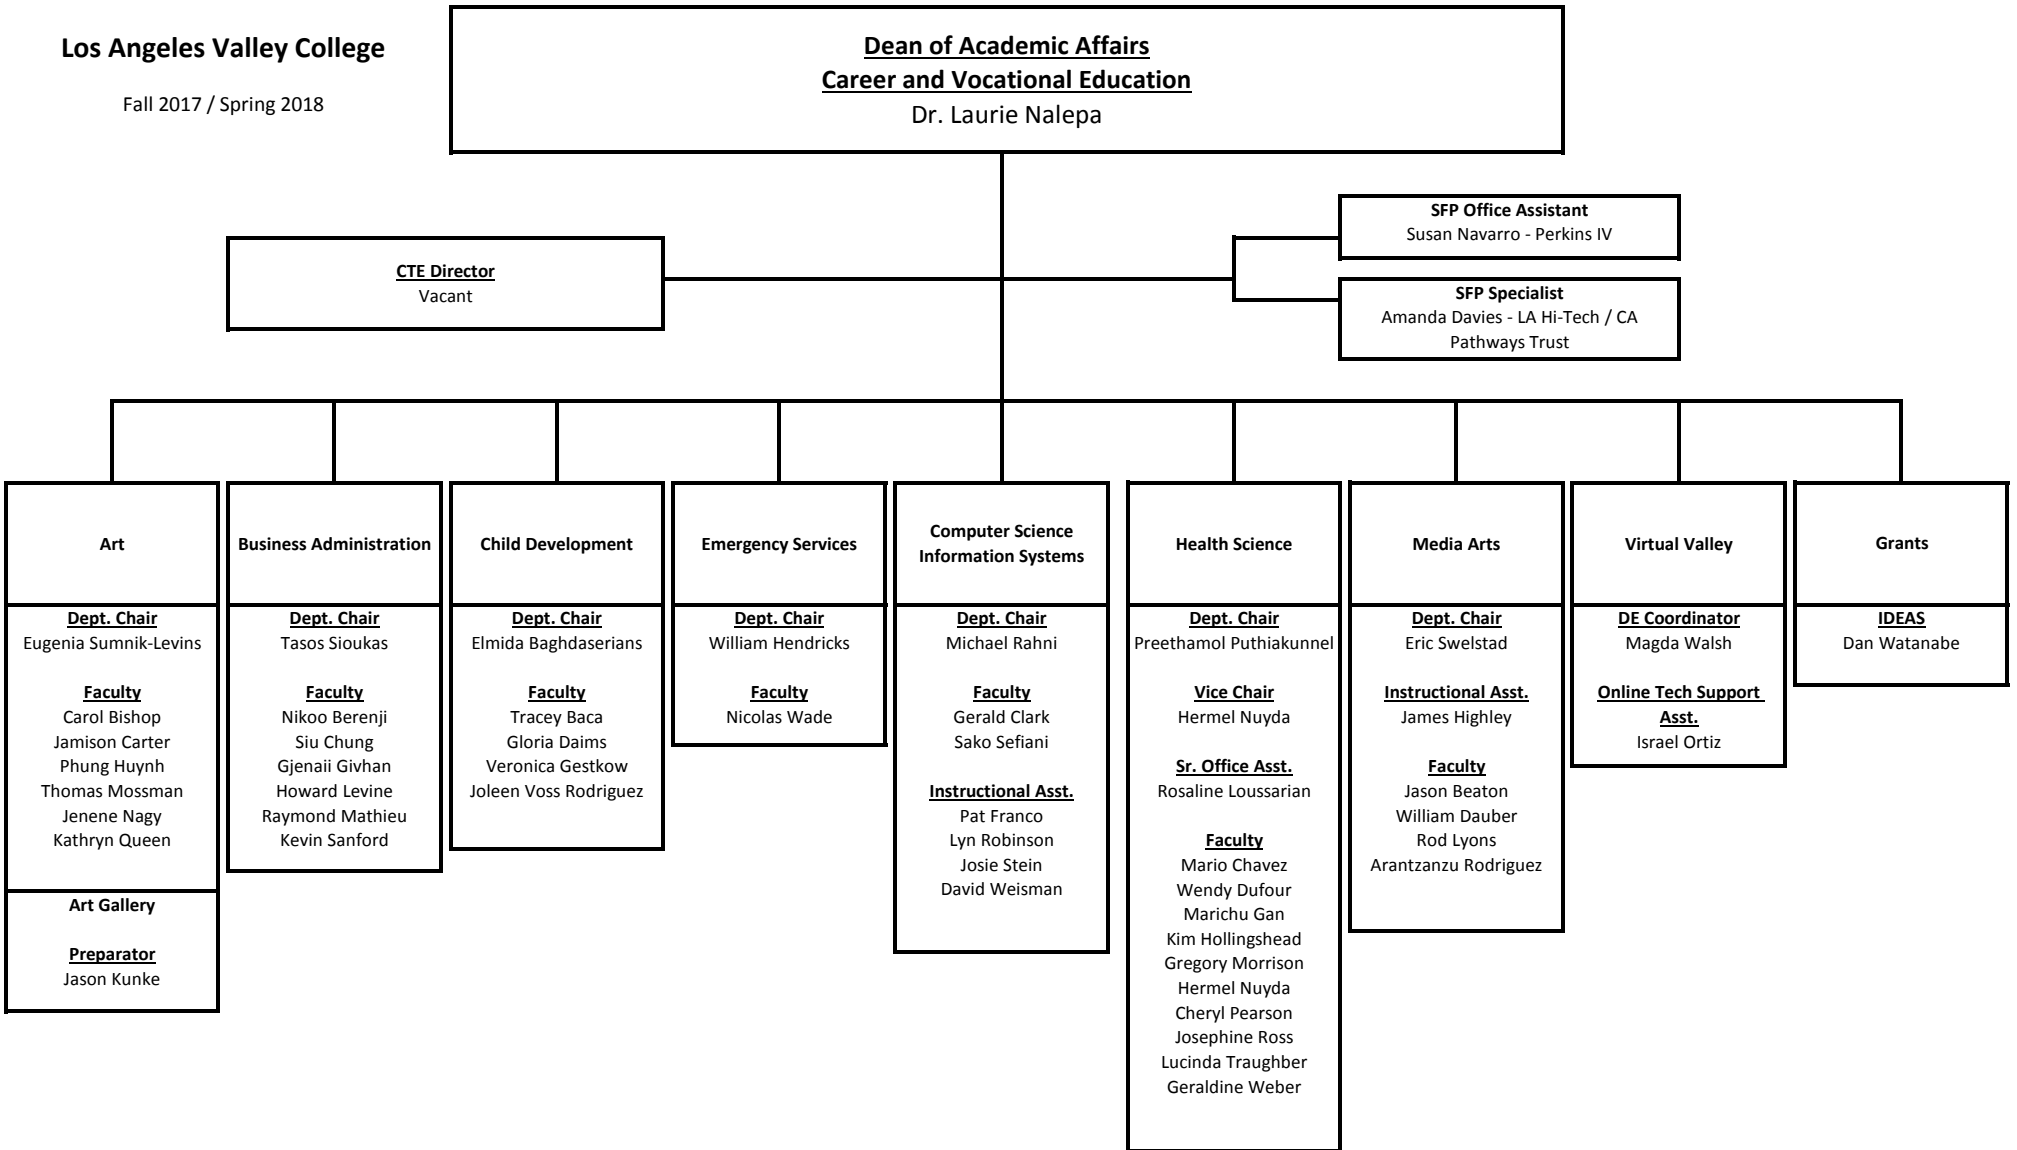 Los Angeles Valley College
Fall 2017 / Spring 2018
Dean of Academic Affairs
Career and Vocational Education
Dr. Laurie Nalepa
CTE Director
Vacant
SFP Office Assistant
Susan Navarro - Perkins IV
SFP Specialist
Amanda Davies - LA Hi-Tech / CA
Pathways Trust
Art
Dept. Chair
Eugenia Sumnik-Levins
Faculty
Carol Bishop
Jamison Carter
Phung Huynh
Thomas Mossman
Jenene Nagy
Kathryn Queen
Art Gallery
Preparator
Jason Kunke
Business Administration
Dept. Chair
Tasos Sioukas
Faculty
Nikoo Berenji
Siu Chung
Gjenaii Givhan
Howard Levine
Raymond Mathieu
Kevin Sanford
Child Development
Dept. Chair
Elmida Baghdaserians
Faculty
Tracey Baca
Gloria Daims
Veronica Gestkow
Joleen Voss Rodriguez
Emergency Services
Dept. Chair
William Hendricks
Faculty
Nicolas Wade
Computer Science
Information Systems
Dept. Chair
Michael Rahni
Faculty
Gerald Clark
Sako Sefiani
Instructional Asst.
Pat Franco
Lyn Robinson
Josie Stein
David Weisman
Health Science
Dept. Chair
Preethamol Puthiakunnel
Vice Chair
Hermel Nuyda
Sr. Office Asst.
Rosaline Loussarian
Faculty
Mario Chavez
Wendy Dufour
Marichu Gan
Kim Hollingshead
Gregory Morrison
Hermel Nuyda
Cheryl Pearson
Josephine Ross
Lucinda Traughber
Geraldine Weber
Media Arts
Dept. Chair
Eric Swelstad
Instructional Asst.
James Highley
Faculty
Jason Beaton
William Dauber
Rod Lyons
Arantzanzu Rodriguez
Virtual Valley
DE Coordinator
Magda Walsh
Online Tech Support
Asst.
Israel Ortiz
Grants
IDEAS
Dan Watanabe